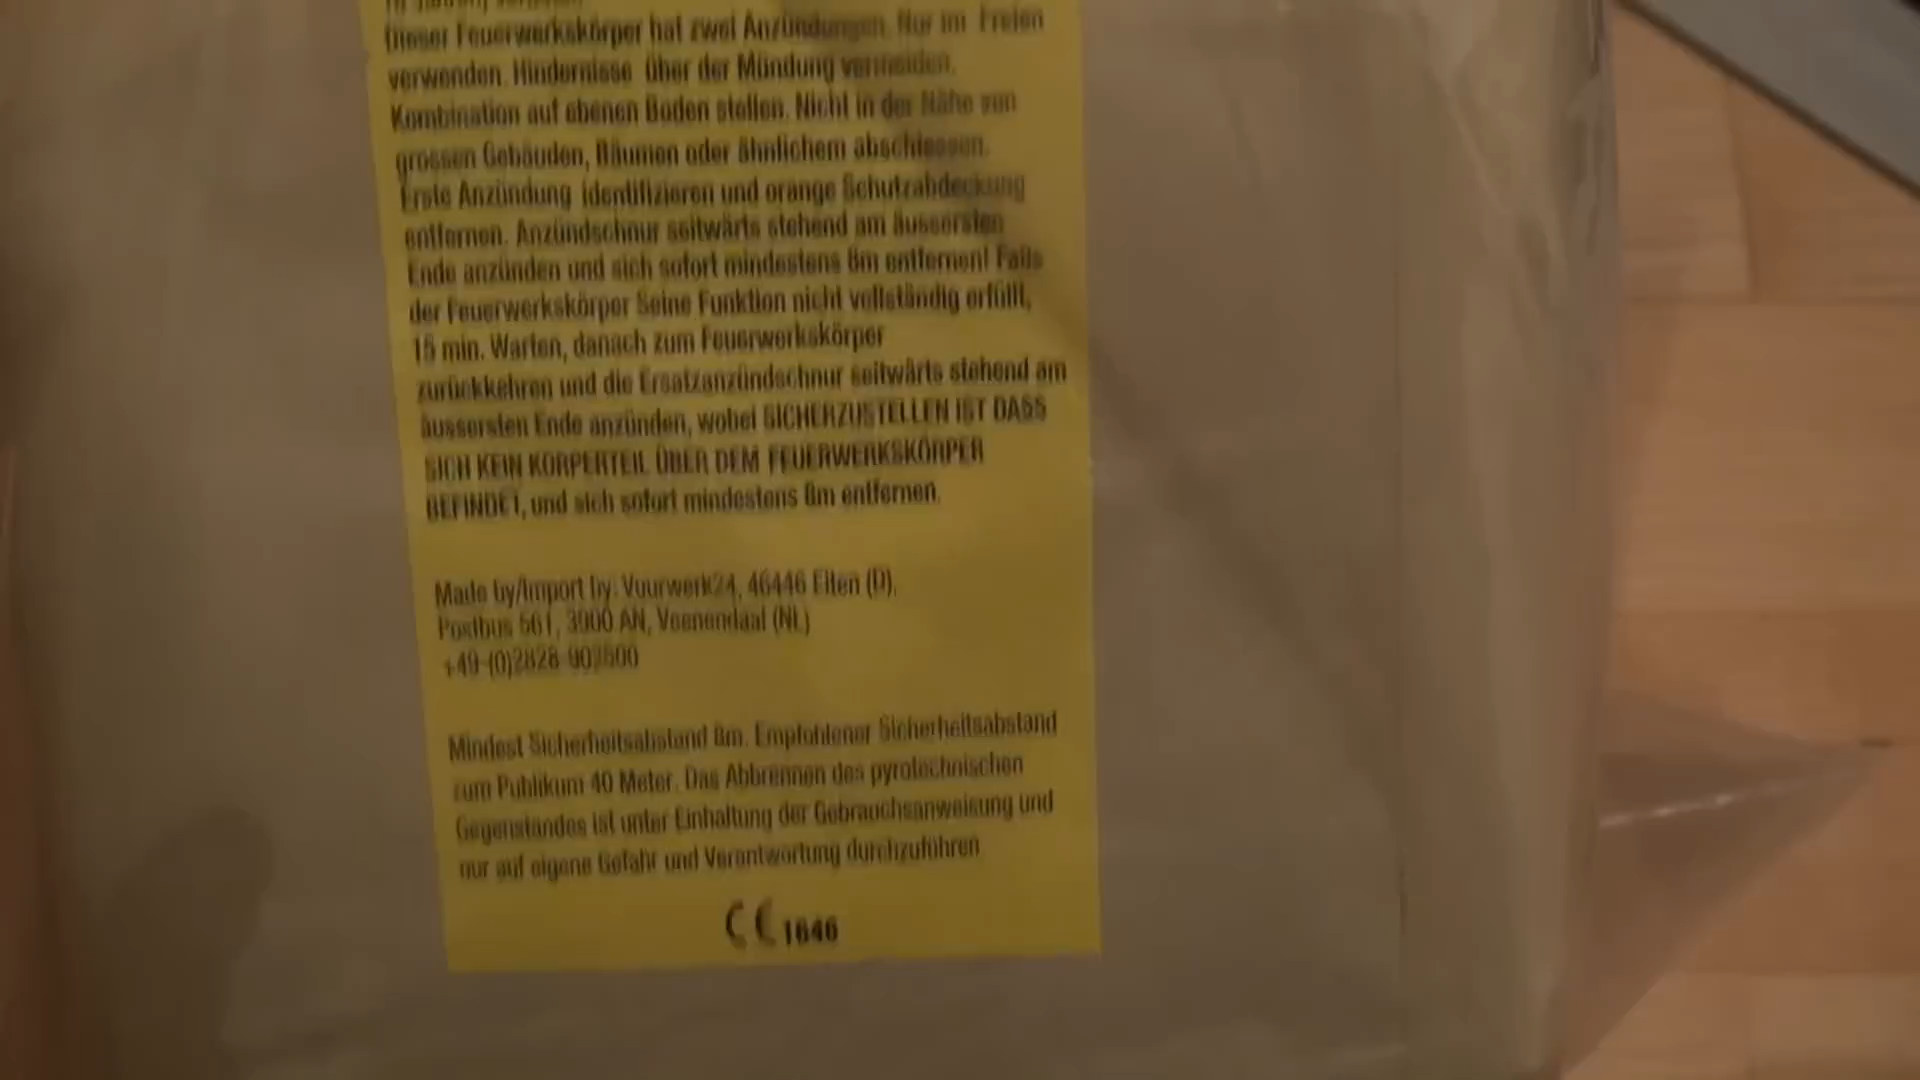 Dieser Feuerwerkskörper hat zwei Anzündungen. Nur im Freien
verwenden. Hindernisse über der Mündung vermeiden.
Kombination auf ebenen Boden stellen. Nicht in der Nähe von
grossen Gebäuden, Bäumen oder ähnlichem abschiessen.
Erste Anzündung identifizieren und orange Schutzabdeckung
entfernen. Anzündschnur seitwärts stehend am äussersten
Ende anzünden und sich sofort mindestens 8m entfernen! Falls
der Feuerwerkskörper Seine Funktion nicht vollständig erfüllt,
15 min. Warten, danach zum Feuerwerkskörper
zurückkehren und die Ersatzanzündschnur seitwärts stehend am
äussersten Ende anzünden, wobei SICHERZUSTELLEN IST DASS
SICH KEIN KÖRPERTEIL ÜBER DEM FEUERWERKSKÖRPER
BEFINDET, und sich sofort mindestens 8m entfernen.
Made by/Import by: Vuurwerk24, 46446 Elten (D),
Postbus 561, 3900 AN, Veenendaal (NL)
+49-(0)2828
Mindest Sicherheitsabstand 8m. Empfohlener Sicherheitsabstand
zum Publikum 40 Meter. Das Abbrennen des pyrotechnischen
Gegenstandes ist unter Einhaltung der Gebrauchsanweisung und
nur auf eigene Gefahr und Verantwortung durchzuführen
CE 1646